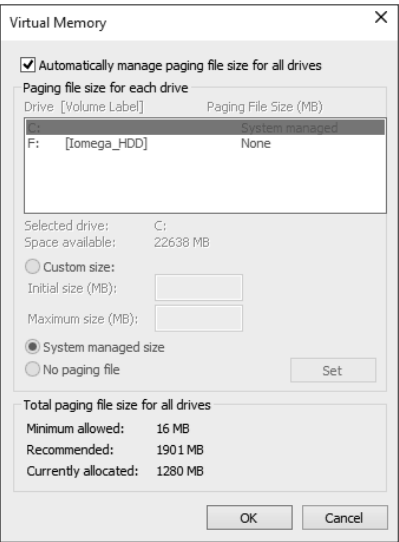 Virtual Memory
Automatically manage paging file size for all drives
Paging file size for each drive
Drive [Volume Label] Paging File Size (MB)
C: System managed
F: [Iomega_HDD] None
Selected drive: C:
Space available: 22638 MB
Custom size:
Initial size (MB):
Maximum size (MB):
System managed size
No paging file Set
Total paging file size for all drives
Minimum allowed: 16 MB
Recommended: 1901 MB
Currently allocated: 1280 MB
OK Cancel